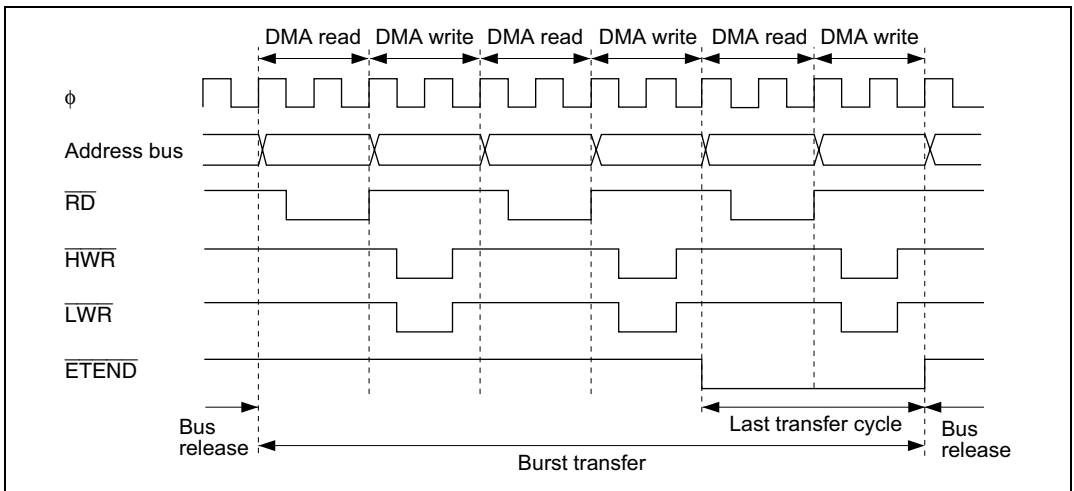 DMA read DMA write DMA read DMA write DMA read DMA write
ϕ
Address bus
RD
HWR
LWR
ETEND
Bus release
Last transfer cycle
Bus release
Burst transfer